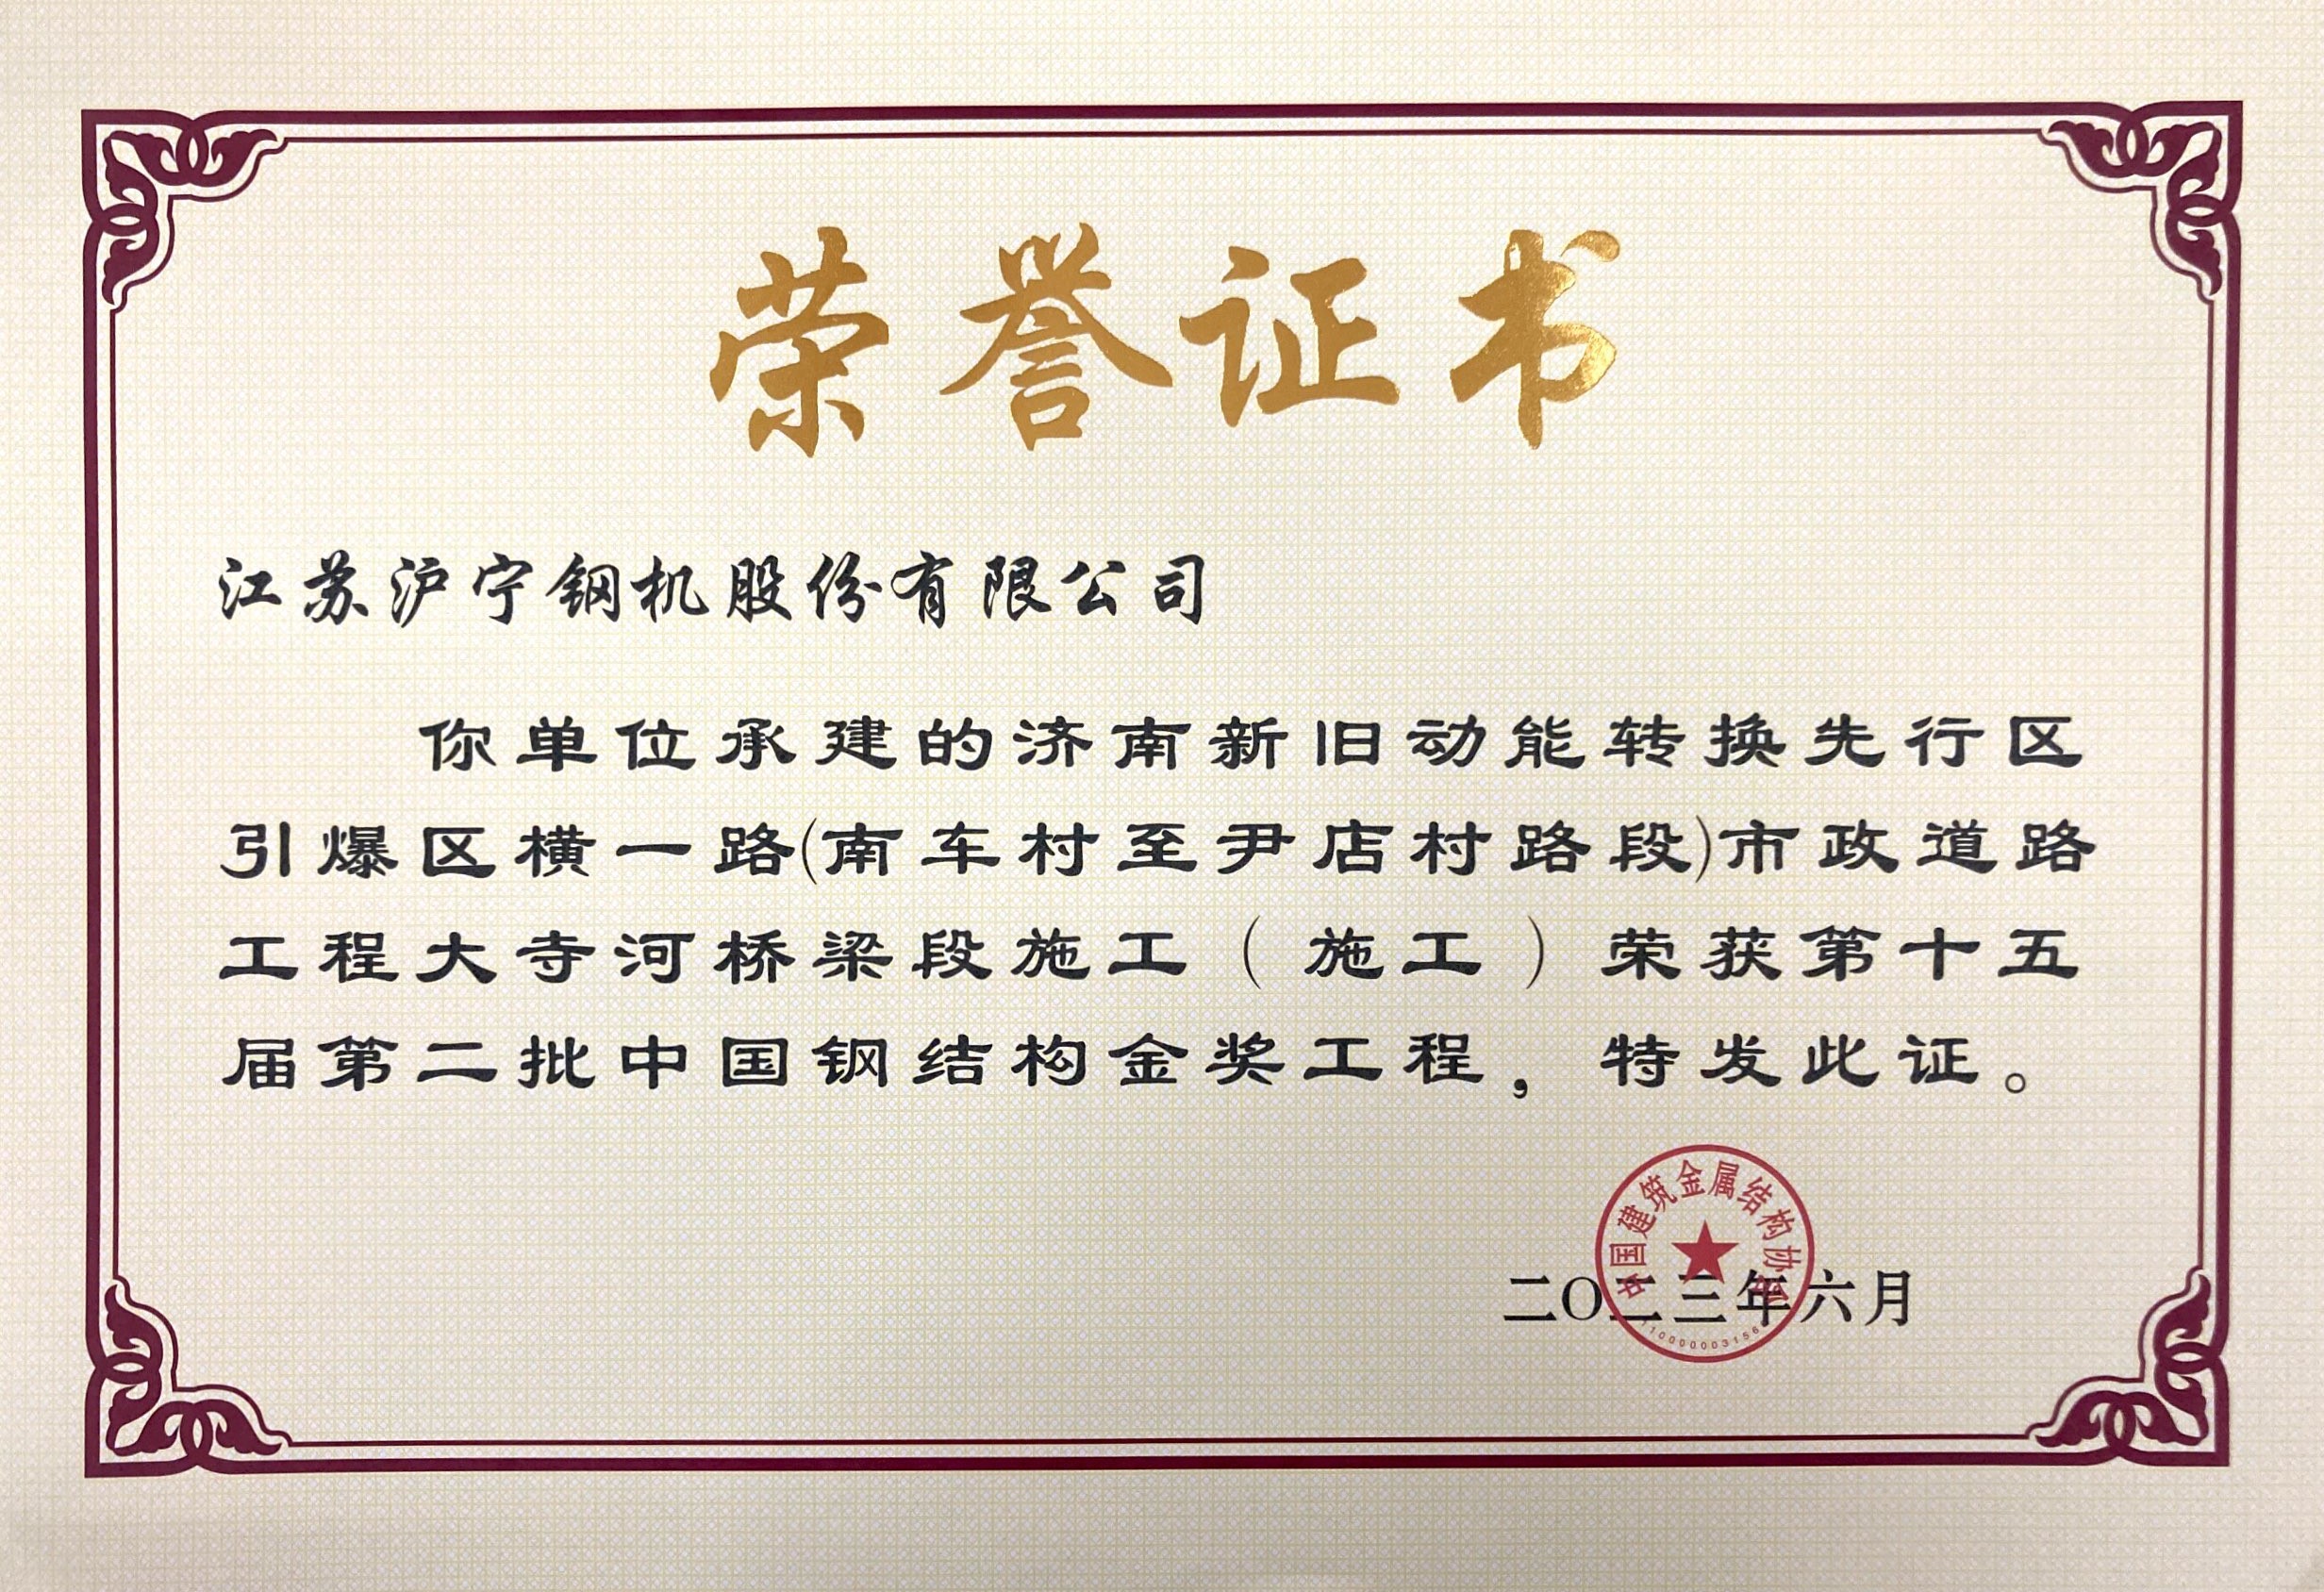 荣誉证书
江苏沪宁钢机股份有限公司
你单位承建的济南新旧动能转换先行区
引爆区横一路(南车村至尹店村路段)市政道路
工程大寺河桥梁段施工（施工）荣获第十五
届第二批中国钢结构金奖工程，特发此证。
中国建筑金属结构协会
二〇二三年六月